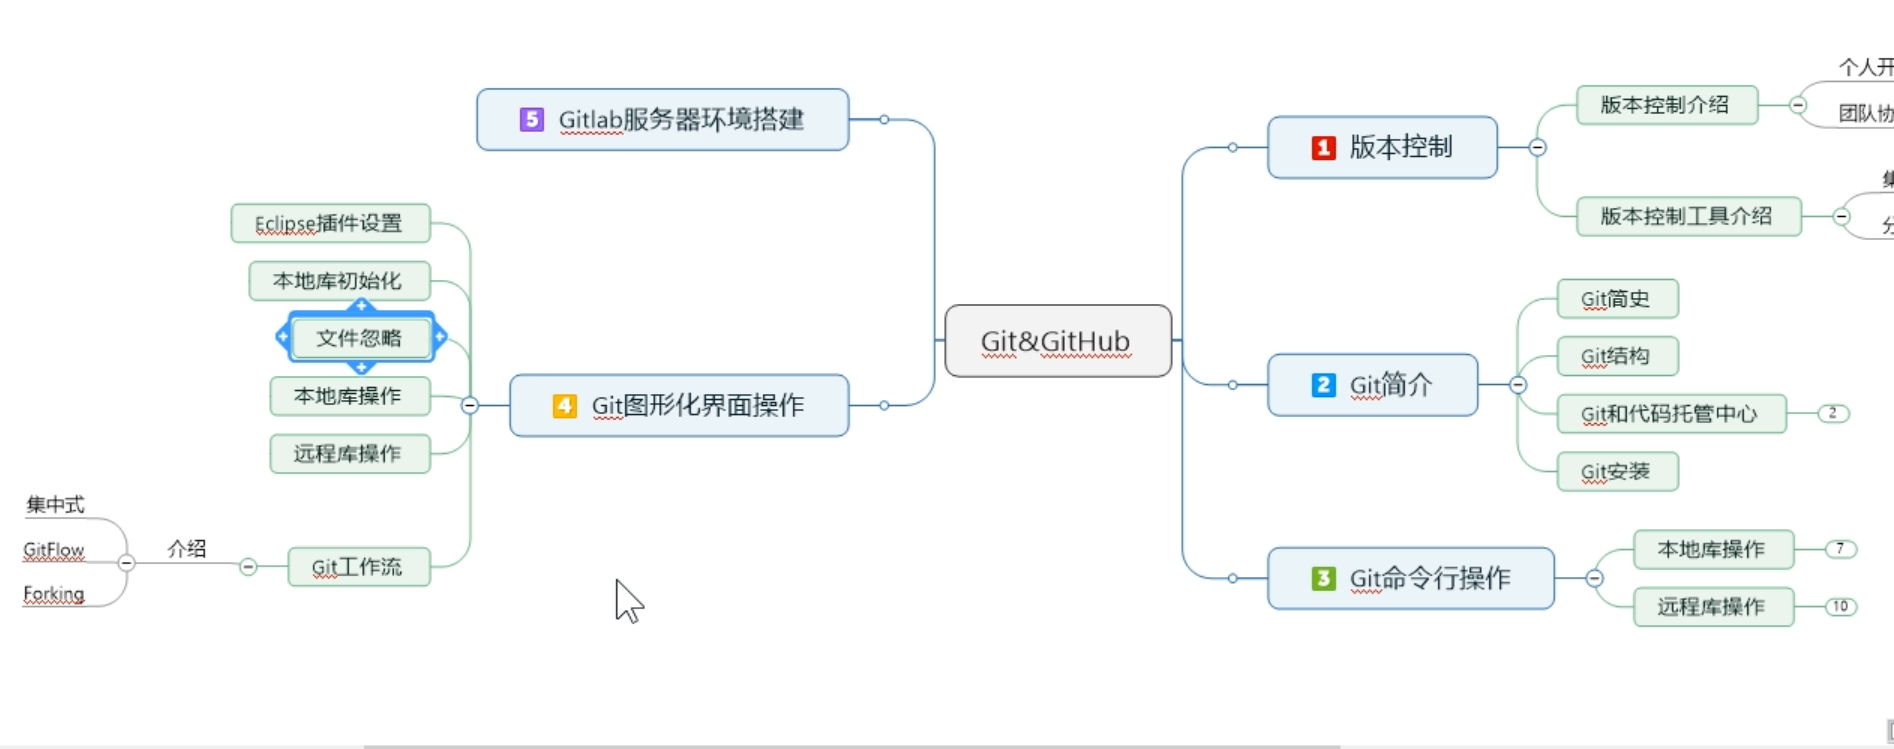 Git&GitHub
1 版本控制
版本控制介绍
个人开
团队协
版本控制工具介绍
2 Git简介
Git简史
Git结构
Git和代码托管中心
2
Git安装
3 Git命令行操作
本地库操作
7
远程库操作
10
4 Git图形化界面操作
Eclipse插件设置
本地库初始化
文件忽略
本地库操作
远程库操作
Git工作流
介绍
集中式
GitFlow
Forking
5 Gitlab服务器环境搭建